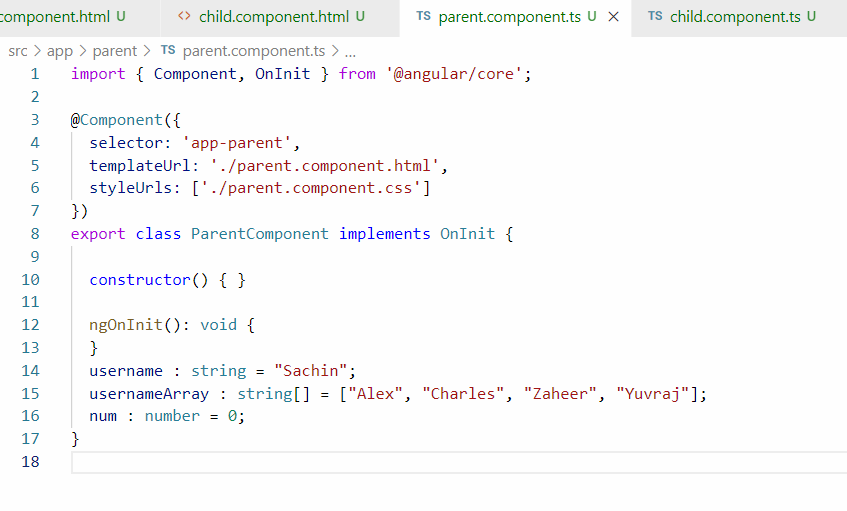 component.html U
child.component.html U
TS parent.component.ts U ×
TS child.component.ts U
src > app > parent > TS parent.component.ts > ...
1 import { Component, OnInit } from '@angular/core';
2
3 @Component({
4 selector: 'app-parent',
5 templateUrl: './parent.component.html',
6 styleUrls: ['./parent.component.css']
7 })
8 export class ParentComponent implements OnInit {
9
10 constructor() { }
11
12 ngOnInit(): void {
13 }
14 username : string = "Sachin";
15 usernameArray : string[] = ["Alex", "Charles", "Zaheer", "Yuvraj"];
16 num : number = 0;
17 }
18